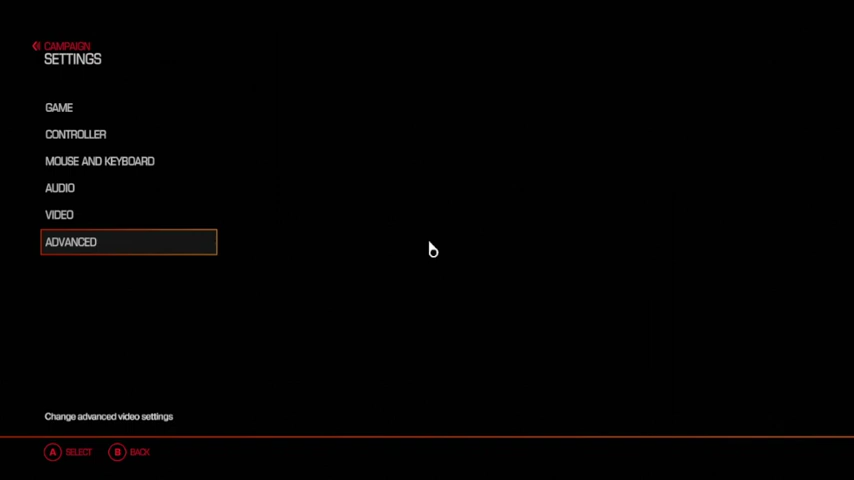 CAMPAIGN
SETTINGS
GAME
CONTROLLER
MOUSE AND KEYBOARD
AUDIO
VIDEO
ADVANCED
Change advanced video settings
A SELECT B BACK